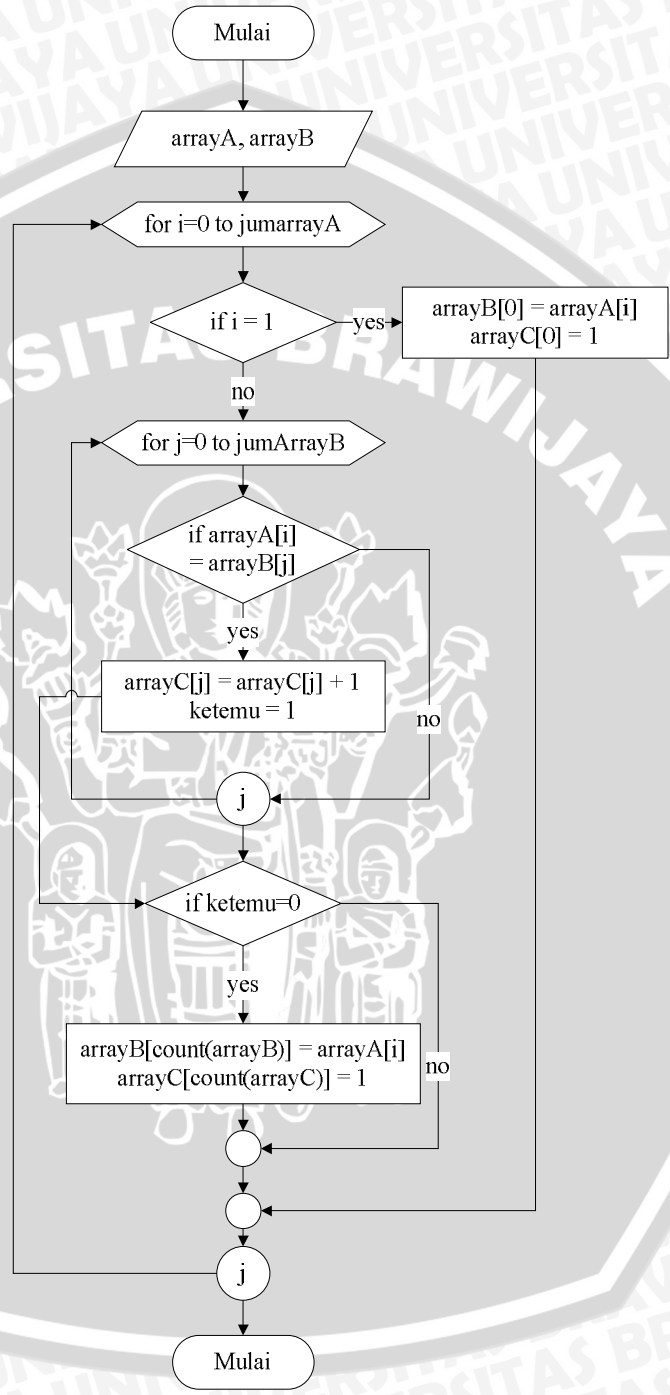 Mulai
arrayA, arrayB
for i=0 to jumarrayA
if i = 1
yes
arrayB[0] = arrayA[i]
arrayC[0] = 1
no
for j=0 to jumArrayB
if arrayA[i]
= arrayB[j]
yes
arrayC[j] = arrayC[j] + 1
ketemu = 1
no
j
if ketemu=0
yes
arrayB[count(arrayB)] = arrayA[i]
arrayC[count(arrayC)] = 1
no
j
Mulai
ERSITAS BRAWIJAYA